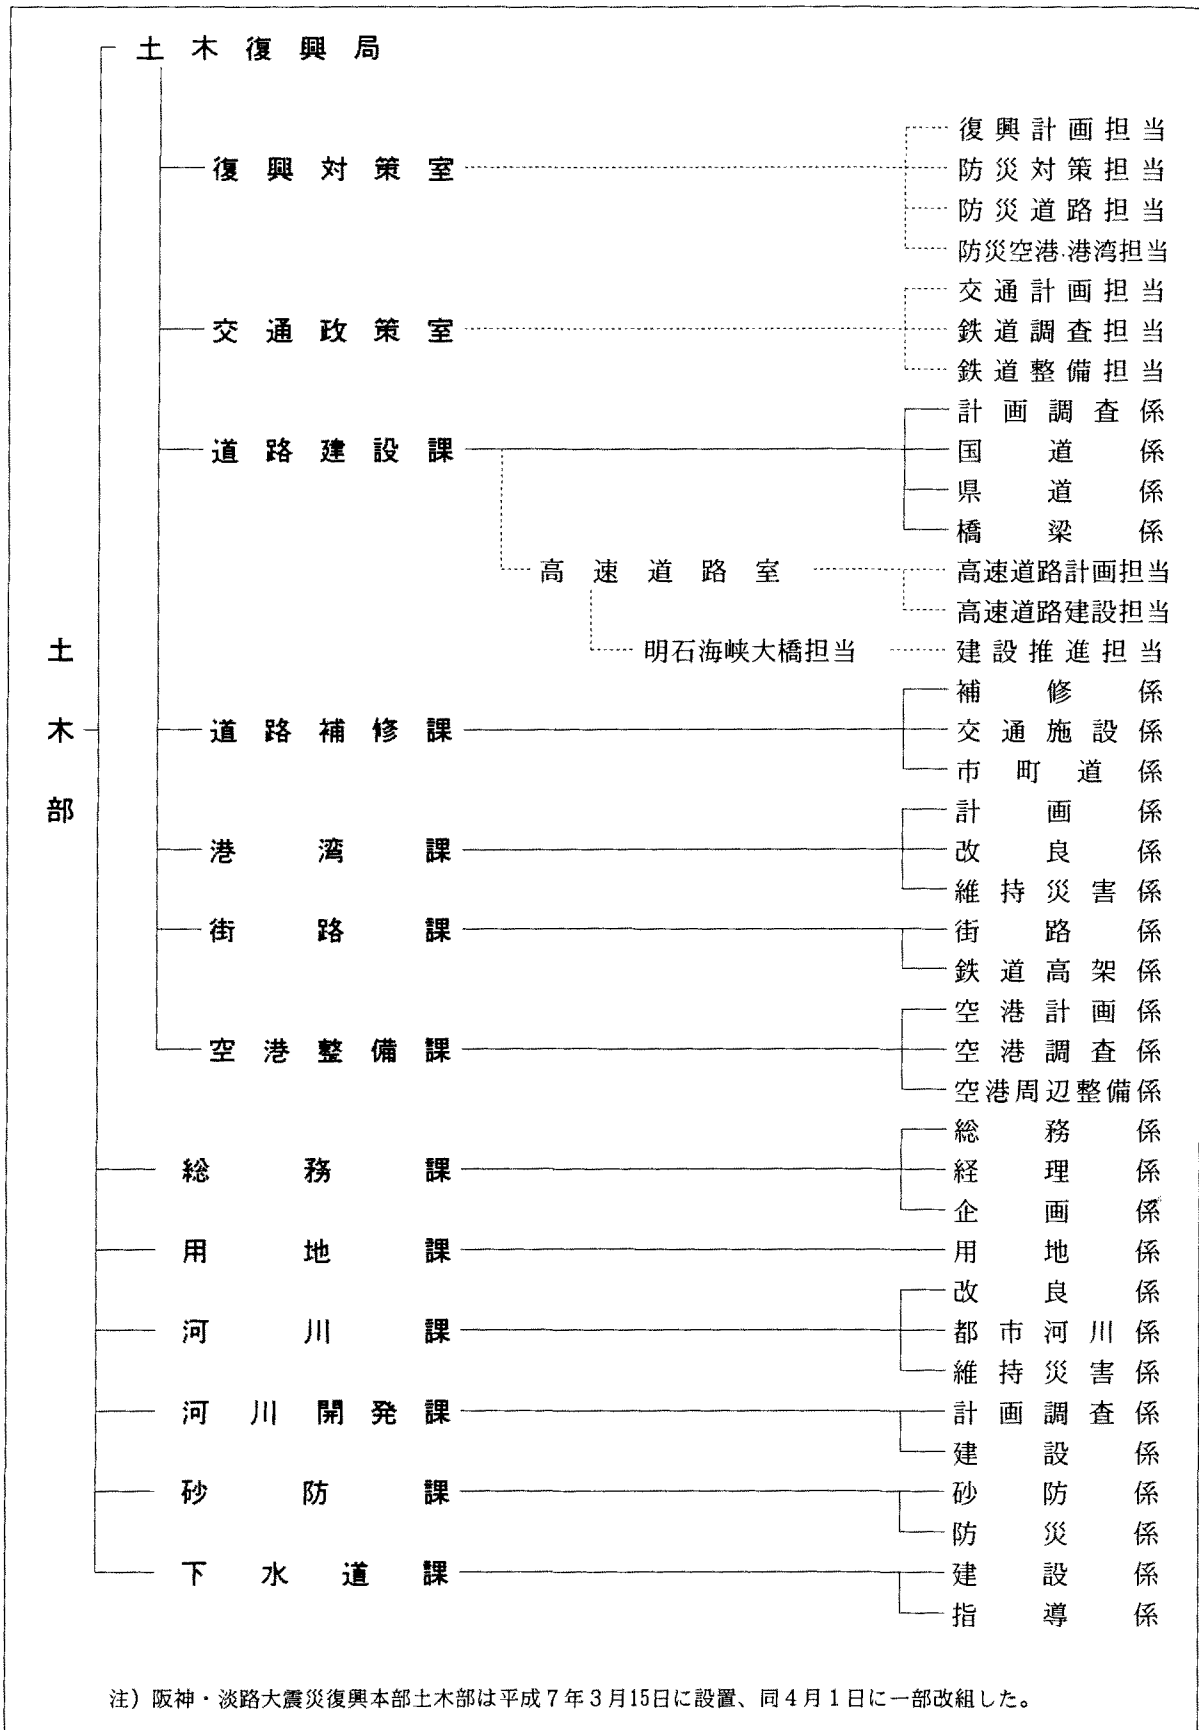 土木復興局
復興計画担当
復興対策室 防災対策担当
防災道路担当
防災空港・港湾担当
交通計画担当
交通政策室 鉄道調査担当
鉄道整備担当
計画調査係
道路建設課 国道係
県道係
橋梁係
高速道路室 高速道路計画担当
高速道路建設担当
明石海峡大橋担当 建設推進担当
補修係
土木部 道路補修課 交通施設係
市町道係
計画係
港湾課 改良係
維持災害係
街路課 街路係
鉄道高架係
空港計画係
空港整備課 空港調査係
空港周辺整備係
総務係
総務課 経理係
企画係
用地課 用地係
改良係
河川課 都市河川係
維持災害係
河川開発課 計画調査係
建設係
砂防課 砂防係
防災係
下水道課 建設係
指導係
注）阪神・淡路大震災復興本部土木部は平成7年3月15日に設置、同4月1日に一部改組した。